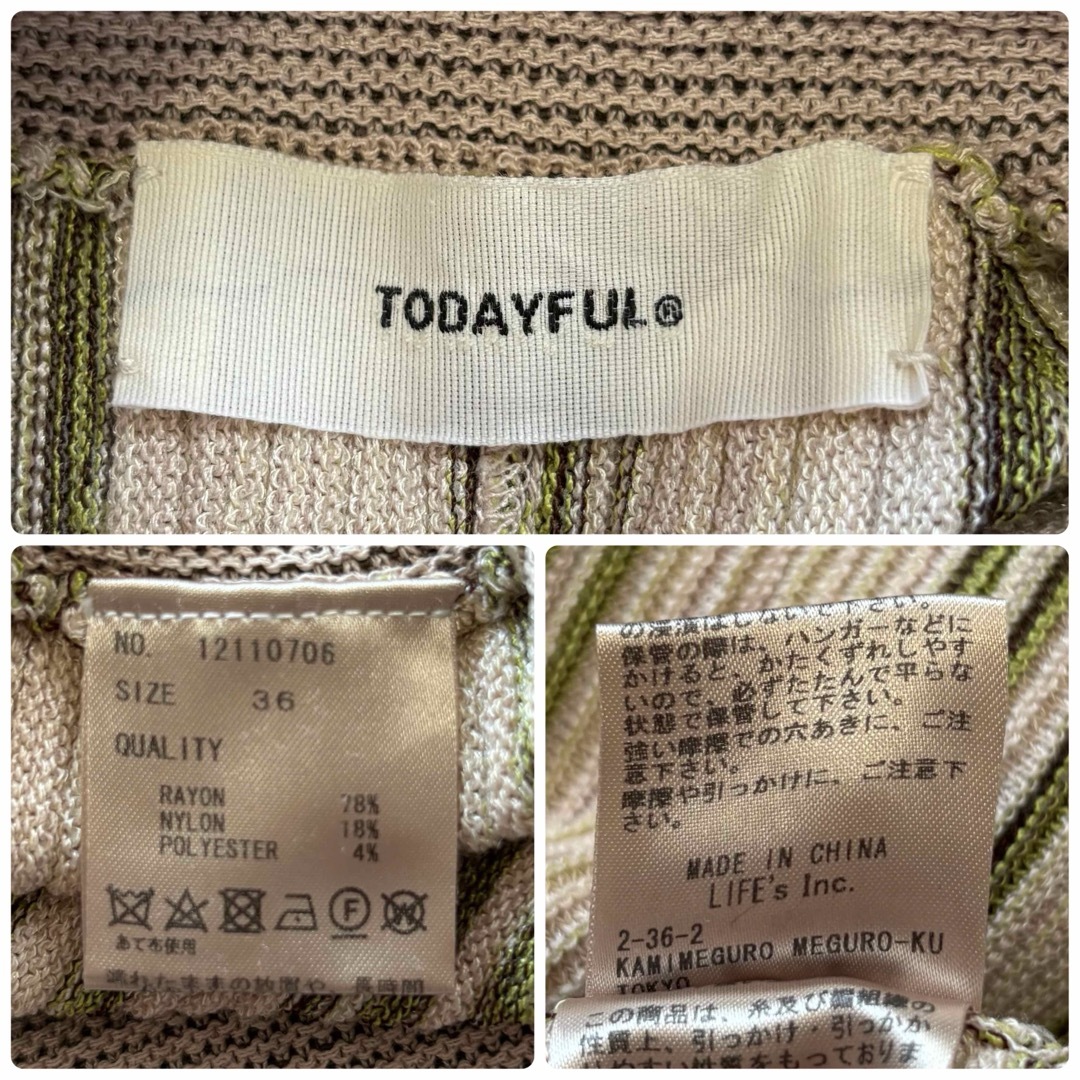 TODAYFUL®
NO. 12110706
SIZE 36
QUALITY
RAYON 78%
NYLON 18%
POLYESTER 4%
F
W
あて布使用
濡れたままの放置や、長時間
の浸漬はしないで下さい。
保管の際は、ハンガーなどに
かけると、かたくずれしやす
いので、必ずたたんで平らな
状態で保管して下さい。
強い摩擦での穴あきに、ご注
意下さい。
摩擦や引っかけに、ご注意下
さい。
MADE IN CHINA
LIFE's Inc.
2-36-2
KAMIMEGURO MEGURO-KU
TOKYO
この商品は、糸及び編組織の
性質上、引っかけ・引っかか
りやすい性質をもっておりま